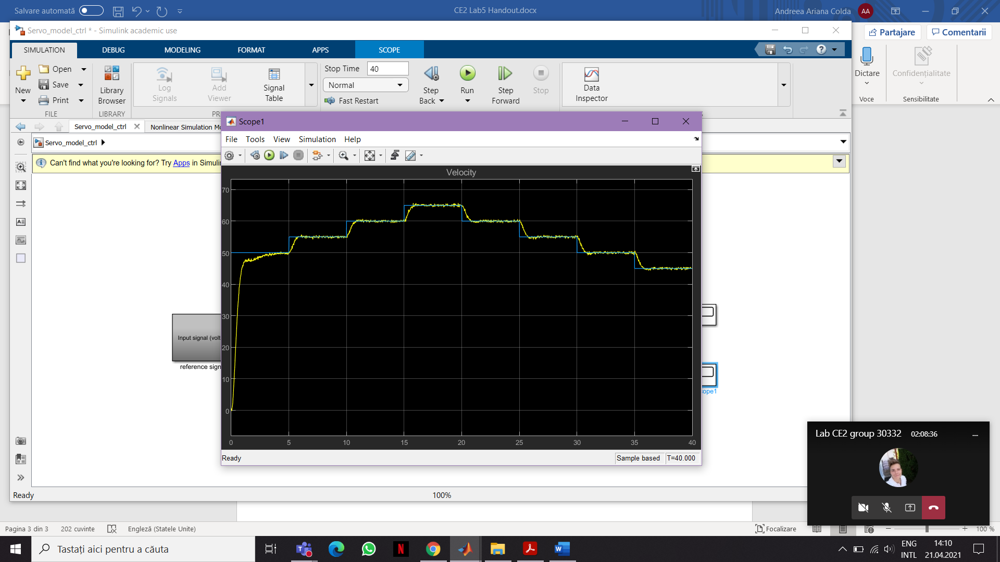 Salvare automată
CE2 Lab5 Handout.docx
Andreea Ariana Colda
AA
Servo_model_ctrl * - Simulink academic use
Partajare
Comentarii
SIMULATION
DEBUG
MODELING
FORMAT
APPS
SCOPE
New
Open
Save
Print
FILE
Library Browser
LIBRARY
Log Signals
Add Viewer
Signal Table
Stop Time
40
Normal
Fast Restart
Step Back
Run
Step Forward
Stop
Data Inspector
Dictare
Confidențialitate
Voce
Sensibilitate
Servo_model_ctrl
Nonlinear Simulation
Servo_model_ctrl
Can't find what you're looking for? Try Apps in
Scope1
File
Tools
View
Simulation
Help
Velocity
70
60
50
40
30
20
10
0
0
5
10
15
20
25
30
35
40
Ready
Sample based
T=40.000
Input signal
reference
Lab CE2 group 30332
02:08:36
Ready
100%
Pagina 3 din 3
202 cuvinte
Engleză (Statele Unite)
Focalizare
100 %
Tastați aici pentru a căuta
ENG
INTL
14:10
21.04.2021